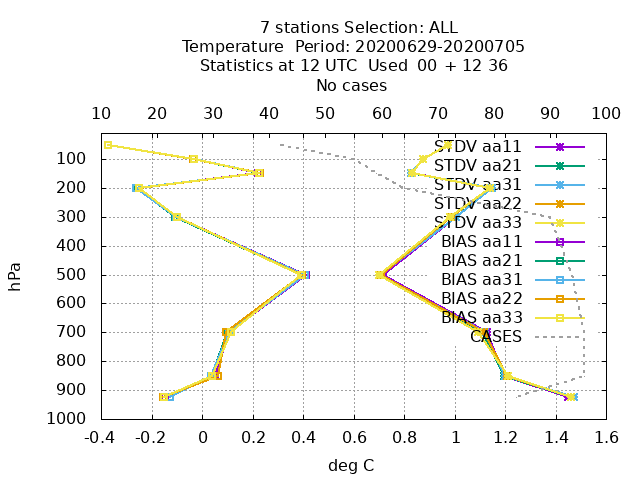 7 stations Selection: ALL
Temperature  Period: 20200629-20200705
Statistics at 12 UTC  Used  00 + 12 36
No cases
10 20 30 40 50 60 70 80 90 100
STDV aa11
100
STDV aa21
STDV aa31
200
STDV aa22
300
STDV aa33
400
BIAS aa11
BIAS aa21
500
BIAS aa31
600
BIAS aa22
700
BIAS aa33
CASES
800
900
1000
hPa
-0.4 -0.2 0 0.2 0.4 0.6 0.8 1 1.2 1.4 1.6
deg C